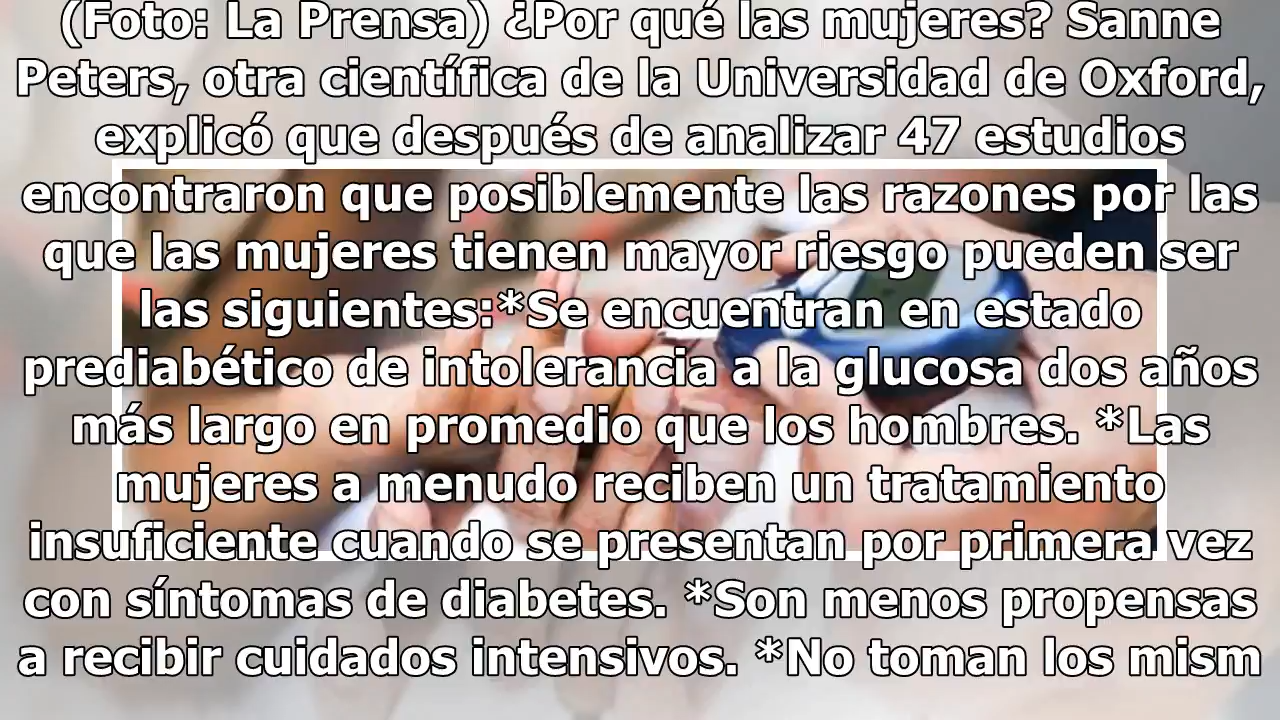 (Foto: La Prensa) ¿Por qué las mujeres? Sanne
Peters, otra científica de la Universidad de Oxford,
explicó que después de analizar 47 estudios
encontraron que posiblemente las razones por las
que las mujeres tienen mayor riesgo pueden ser
las siguientes:*Se encuentran en estado
prediabético de intolerancia a la glucosa dos años
más largo en promedio que los hombres. *Las
mujeres a menudo reciben un tratamiento
insuficiente cuando se presentan por primera vez
con síntomas de diabetes. *Son menos propensas
a recibir cuidados intensivos. *No toman los mism